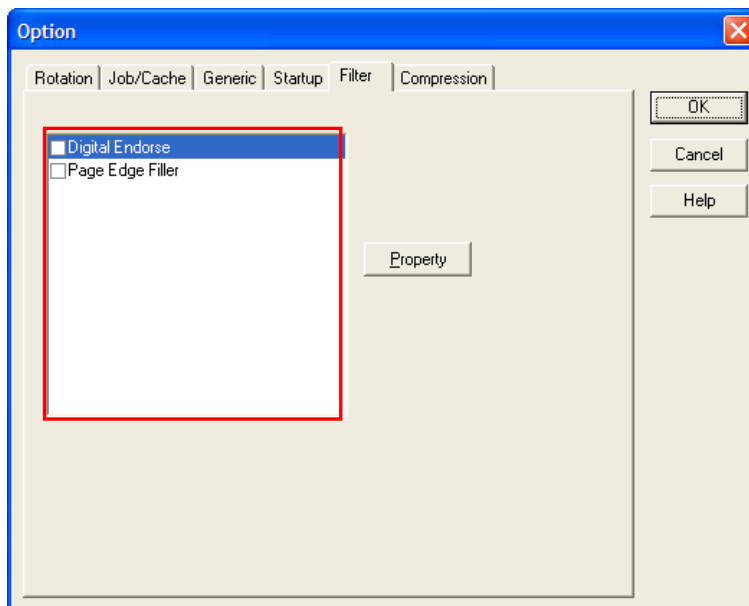 Option
Rotation Job/Cache Generic Startup Filter Compression
OK
Digital Endorse
Cancel
Page Edge Filler
Help
Property